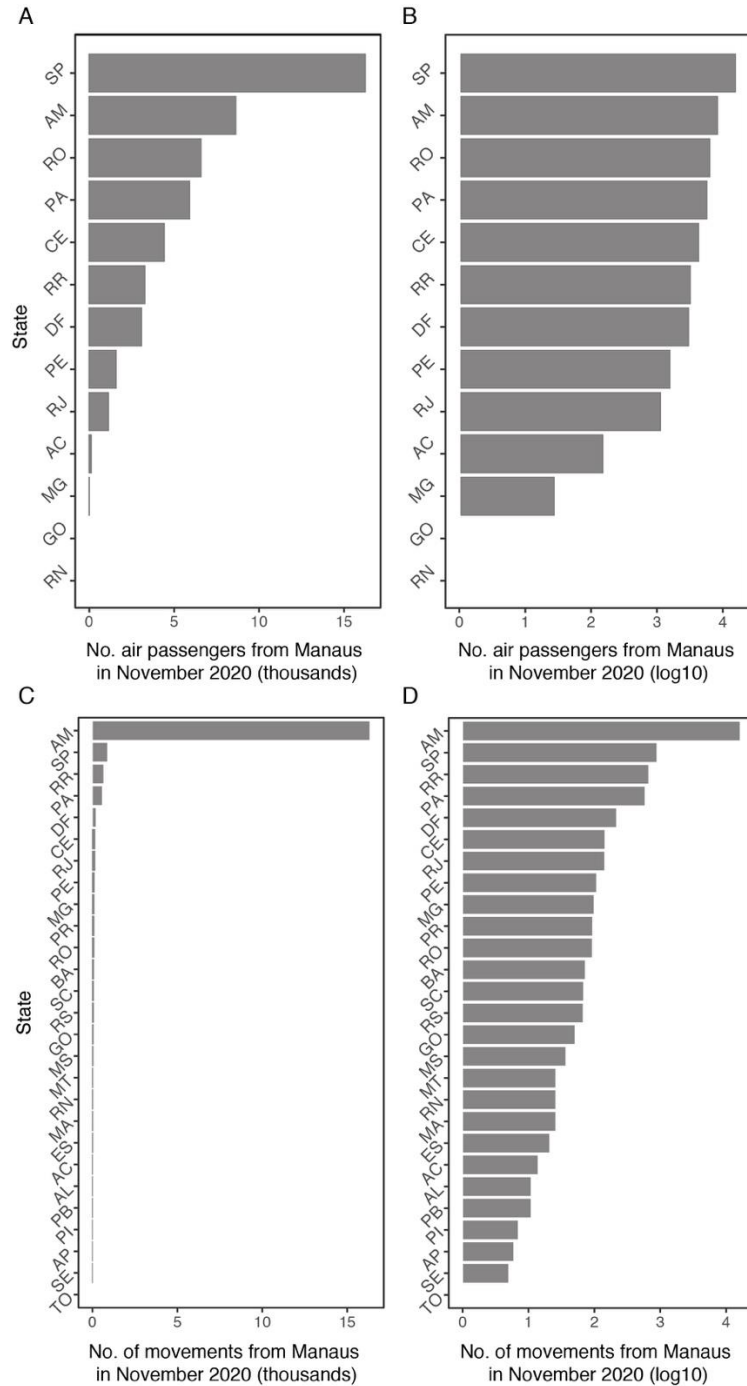 A
SP
AM
RO
PA
CE
RR
DF
PE
RJ
AC
MG
GO
RN
State
0 5 10 15
No. air passengers from Manaus
in November 2020 (thousands)
B
SP
AM
RO
PA
CE
RR
DF
PE
RJ
AC
MG
GO
RN
0 1 2 3 4
No. air passengers from Manaus
in November 2020 (log10)
C
AM
SP
RR
PA
DF
CE
RJ
PE
MG
PR
RO
BA
SC
RS
GO
MS
MT
RN
MA
ES
AC
AL
PB
PI
AP
SE
TO
State
0 5 10 15
No. of movements from Manaus
in November 2020 (thousands)
D
AM
SP
RR
PA
DF
CE
RJ
PE
MG
PR
RO
BA
SC
RS
GO
MS
MT
RN
MA
ES
AC
AL
PB
PI
AP
SE
TO
0 1 2 3 4
No. of movements from Manaus
in November 2020 (log10)